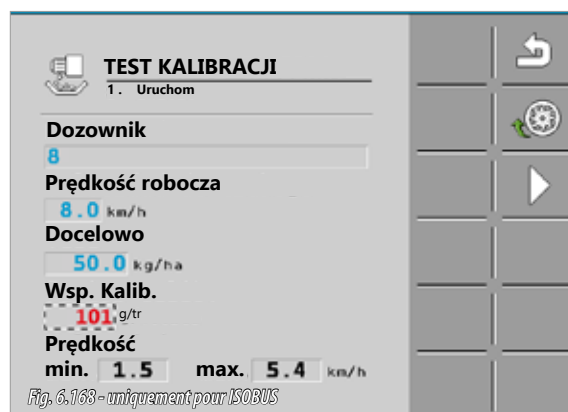 TEST KALIBRACJI
1. Uruchom
Dozownik
8
Prędkość robocza
8.0 km/h
Docelowo
50.0 kg/ha
Wsp. Kalib.
101 g/tr
Prędkość
min. 1.5 max. 5.4 km/h
Fig. 6.168 - uniquement pour ISOBUS